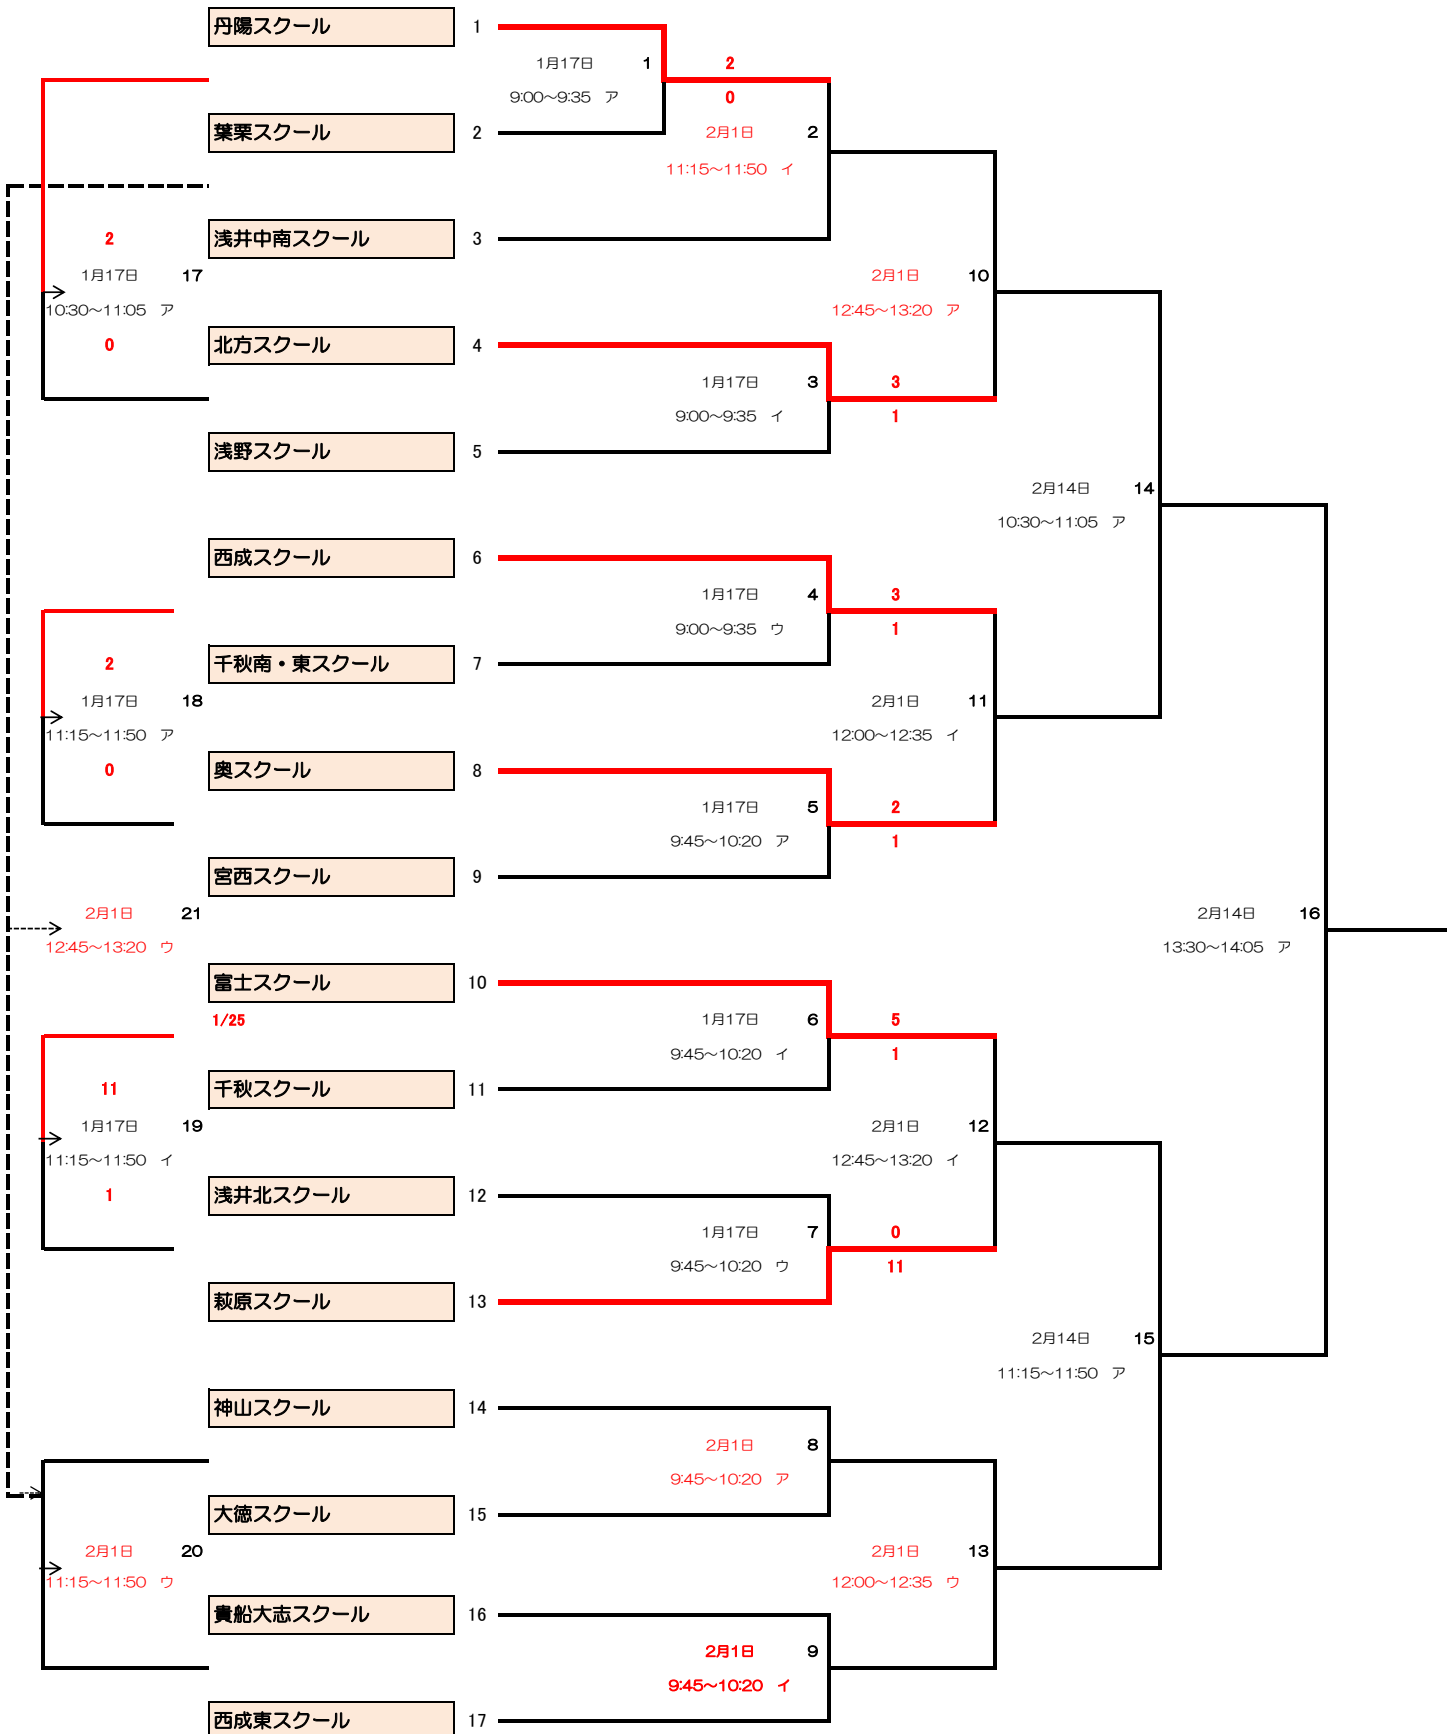 丹陽スクール 1
1月17日 1 2
9:00～9:35 ア 0
葉栗スクール 2 2月1日 2
11:15～11:50 イ
2 浅井中南スクール 3
1月17日 17 2月1日 10
10:30～11:05 ア 12:45～13:20 ア
0 北方スクール 4
1月17日 3 3
9:00～9:35 イ 1
浅野スクール 5
2月14日 14
10:30～11:05 ア
西成スクール 6
1月17日 4 3
9:00～9:35 ウ 1
2 千秋南・東スクール 7
1月17日 18 2月1日 11
11:15～11:50 ア 12:00～12:35 イ
0 奥スクール 8
1月17日 5 2
9:45～10:20 ア 1
宮西スクール 9
2月1日 21 2月14日 16
12:45～13:20 ウ 13:30～14:05 ア
富士スクール 10
1/25 1月17日 6 5
9:45～10:20 イ 1
11 千秋スクール 11
1月17日 19 2月1日 12
11:15～11:50 イ 12:45～13:20 イ
1 浅井北スクール 12
1月17日 7 0
9:45～10:20 ウ 11
萩原スクール 13
2月14日 15
11:15～11:50 ア
神山スクール 14
2月1日 8
9:45～10:20 ア
大徳スクール 15
2月1日 20 2月1日 13
11:15～11:50 ウ 12:00～12:35 ウ
貴船大志スクール 16
2月1日 9
9:45～10:20 イ
西成東スクール 17